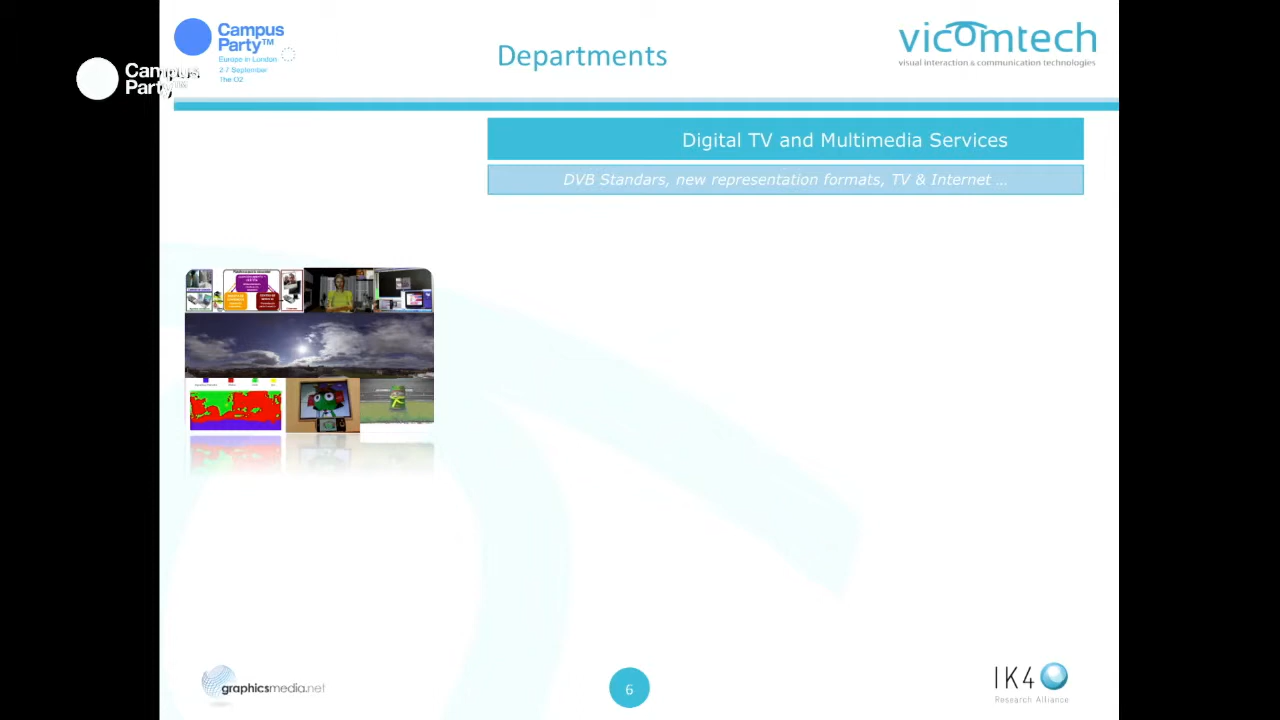 Campus
Party™
Europe in London
2-7 September
The O2
Campus
Party™
Departments
vicomtech
visual interaction & communication technologies
Digital TV and Multimedia Services
DVB Standars, new representation formats, TV & Internet ...
graphicsmedia.net
6
IK4
Research Alliance